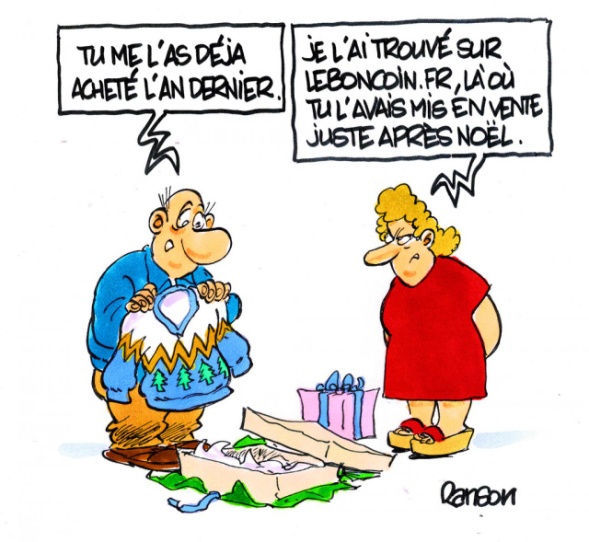 TU ME L'AS DÉJA
ACHETÉ L'AN DERNIER.
JE L'AI TROUVÉ SUR
LEBONCOIN.FR, LÀ OÙ
TU L'AVAIS MIS EN VENTE
JUSTE APRÈS NOËL.
Ranson